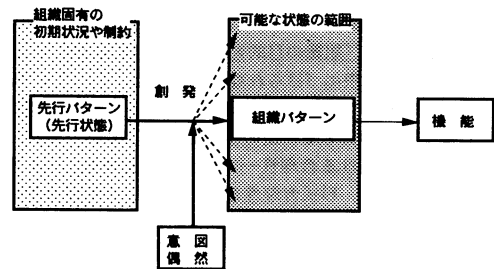 組織固有の
初期状況や制約
可能な状態の範囲
創 発
先行パターン
(先行状態)
組織パターン
機 能
意 図
偶 然